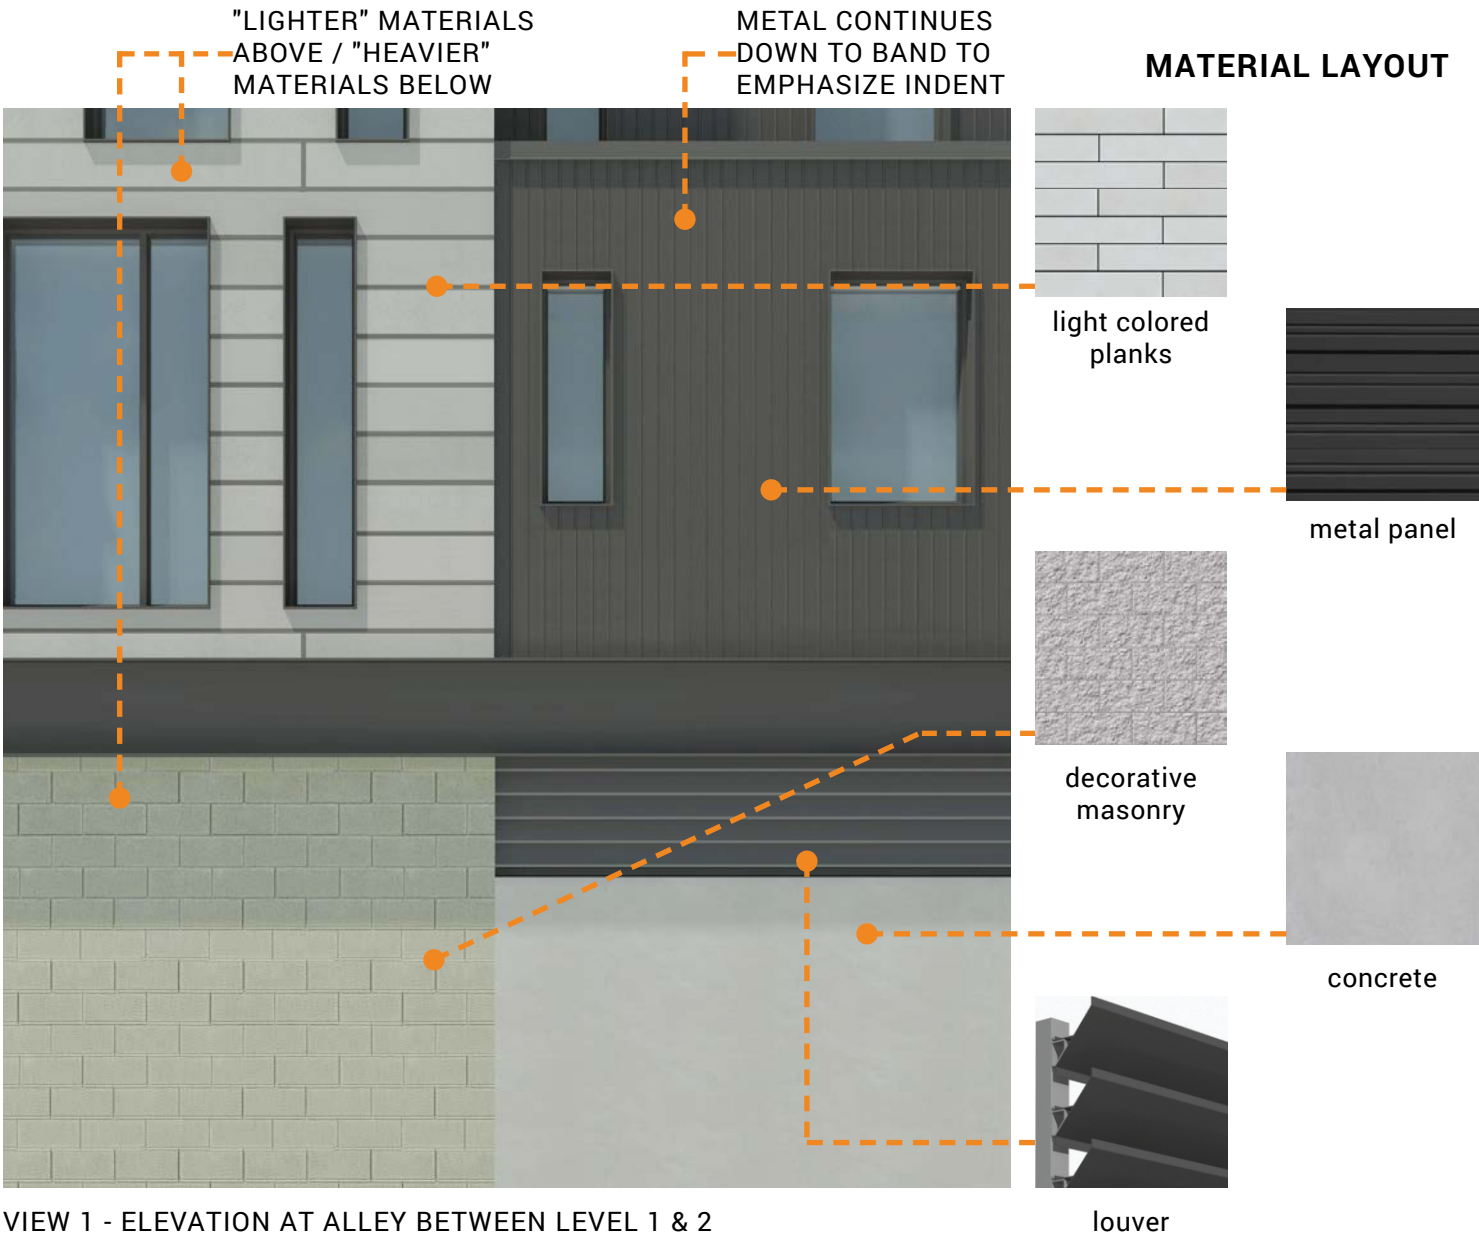 "LIGHTER" MATERIALS
ABOVE / "HEAVIER"
MATERIALS BELOW
METAL CONTINUES
DOWN TO BAND TO
EMPHASIZE INDENT
MATERIAL LAYOUT
light colored
planks
metal panel
decorative
masonry
concrete
louver
VIEW 1 - ELEVATION AT ALLEY BETWEEN LEVEL 1 & 2